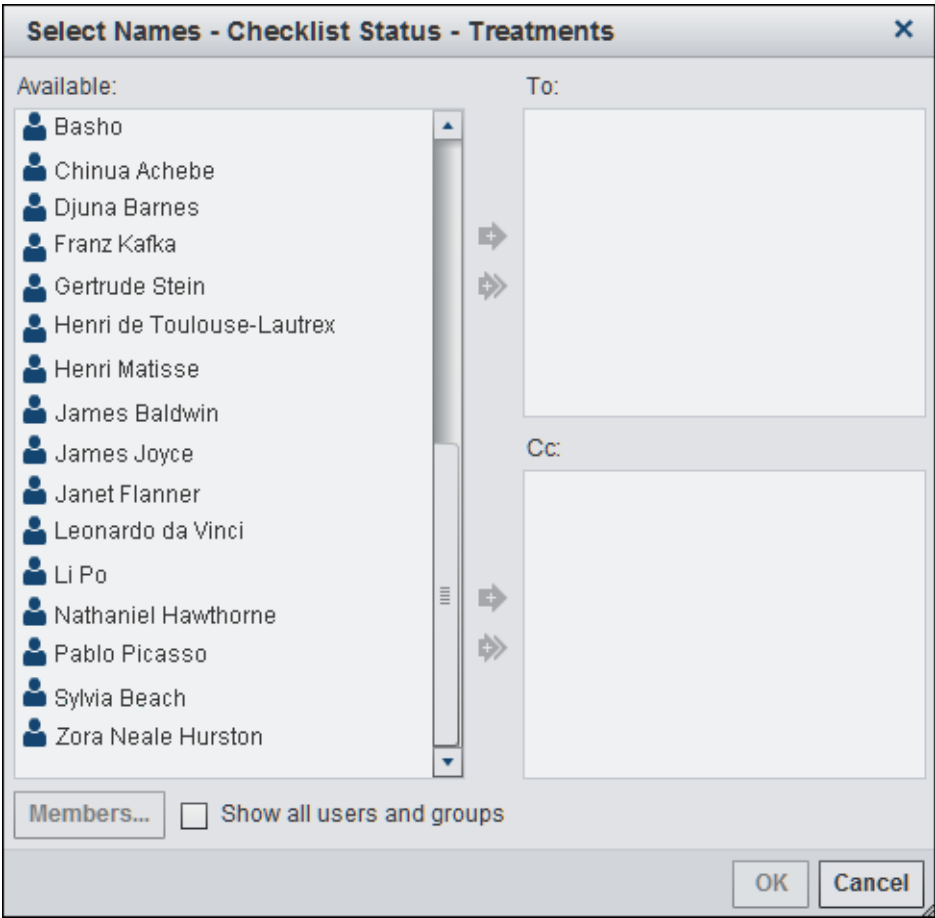 Select Names - Checklist Status - Treatments
Available:
Basho
Chinua Achebe
Djuna Barnes
Franz Kafka
Gertrude Stein
Henri de Toulouse-Lautrex
Henri Matisse
James Baldwin
James Joyce
Janet Flanner
Leonardo da Vinci
Li Po
Nathaniel Hawthorne
Pablo Picasso
Sylvia Beach
Zora Neale Hurston
To:
Cc:
Members...
Show all users and groups
OK
Cancel